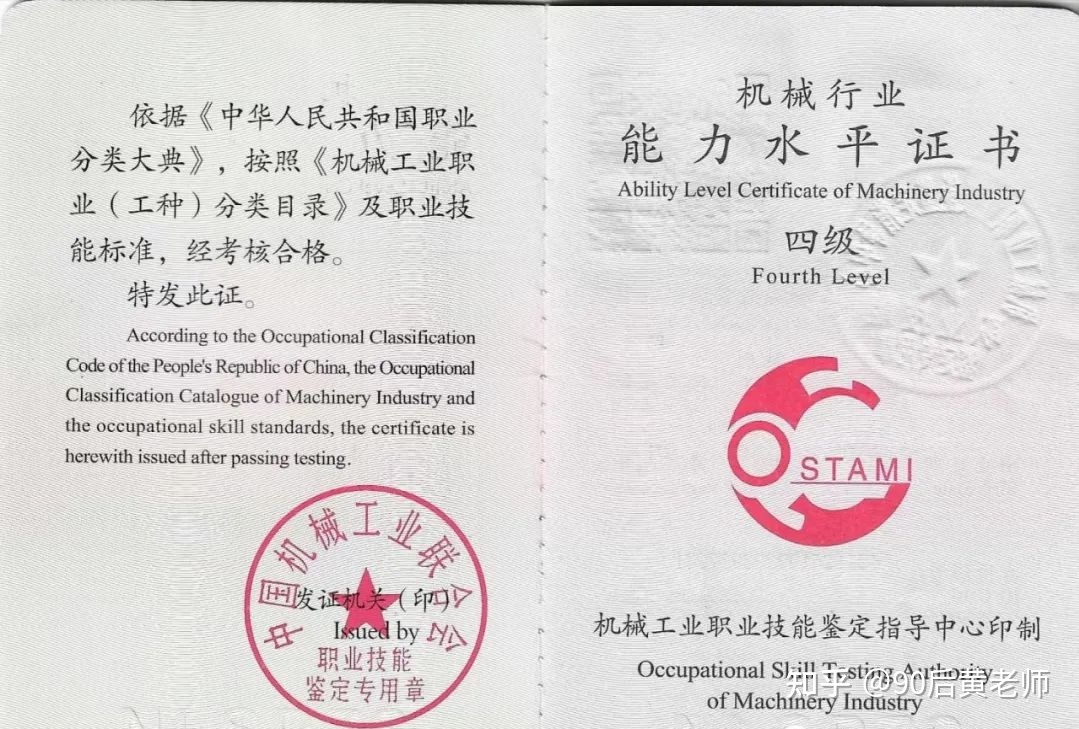 依据《中华人民共和国职业
分类大典》，按照《机械工业职
业（工种）分类目录》及职业技
能标准，经考核合格。
特发此证。
According to the Occupational Classification
Code of the People's Republic of China, the Occupational
Classification Catalogue of Machinery Industry and
the occupational skill standards, the certificate is
herewith issued after passing testing.
中国机械工业联合会
发证机关（印）
Issued by
职业技能
鉴定专用章
机械行业
能力水平证书
Ability Level Certificate of Machinery Industry
四级
Fourth Level
OSTAMI
机械工业职业技能鉴定指导中心印制
Occupational Skill Testing Authority
of Machinery Industry
知乎 @90后黄老师